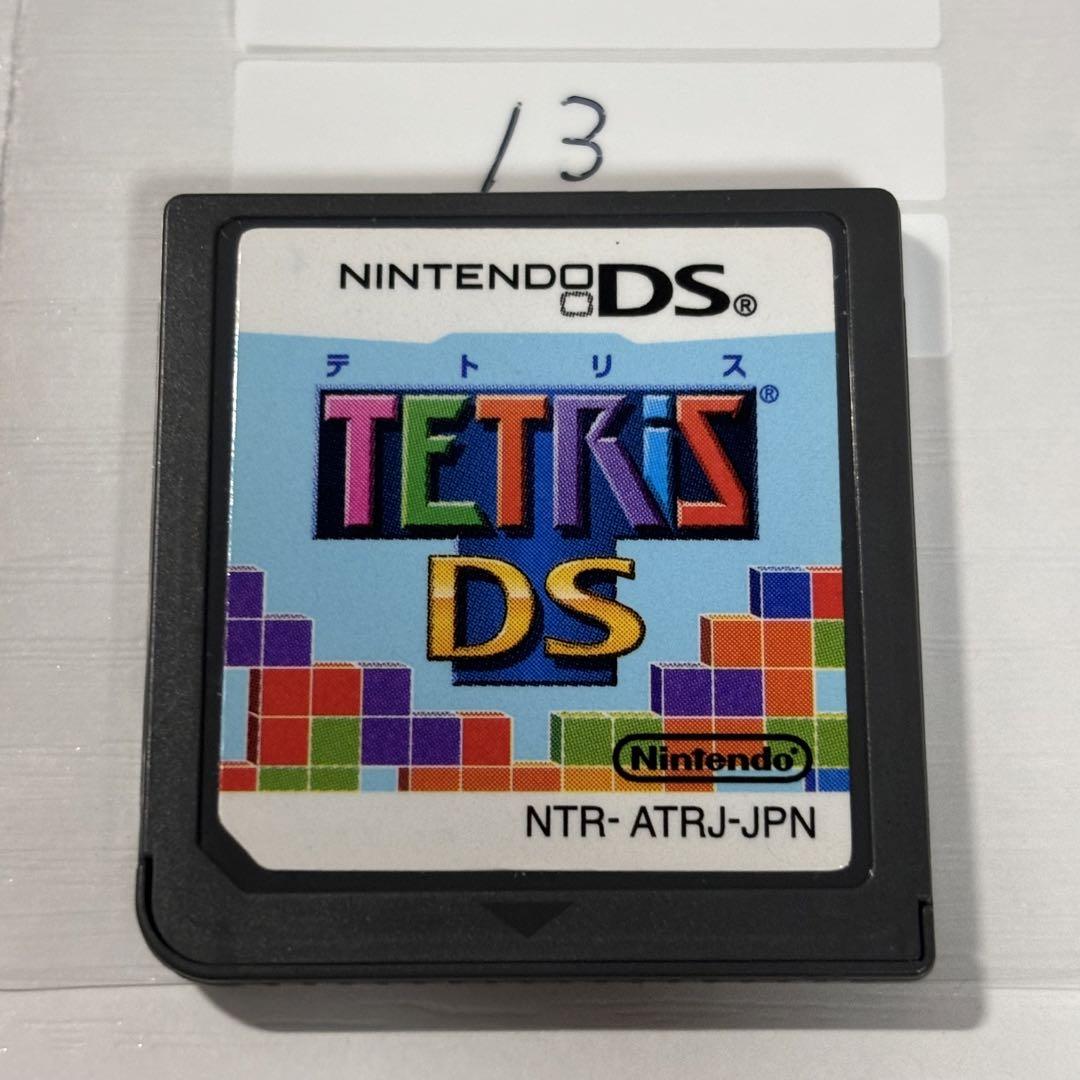 13
NINTENDO DS®
テトリス
TETRiS®
DS
Nintendo®
NTR- ATRJ-JPN